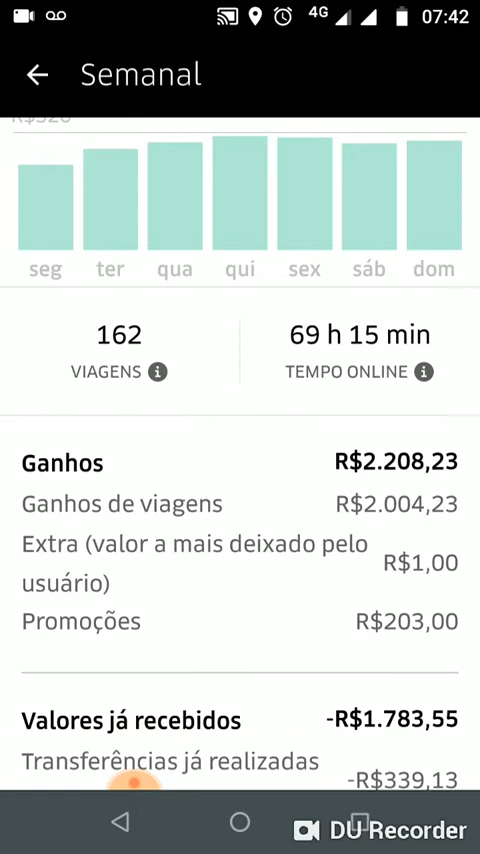 4G
07:42
Semanal
R$320
seg ter qua qui sex sáb dom
162
69 h 15 min
VIAGENS
TEMPO ONLINE
Ganhos R$2.208,23
Ganhos de viagens R$2.004,23
Extra (valor a mais deixado pelo
usuário) R$1,00
Promoções R$203,00
Valores já recebidos -R$1.783,55
Transferências já realizadas
-R$339,13
DU Recorder